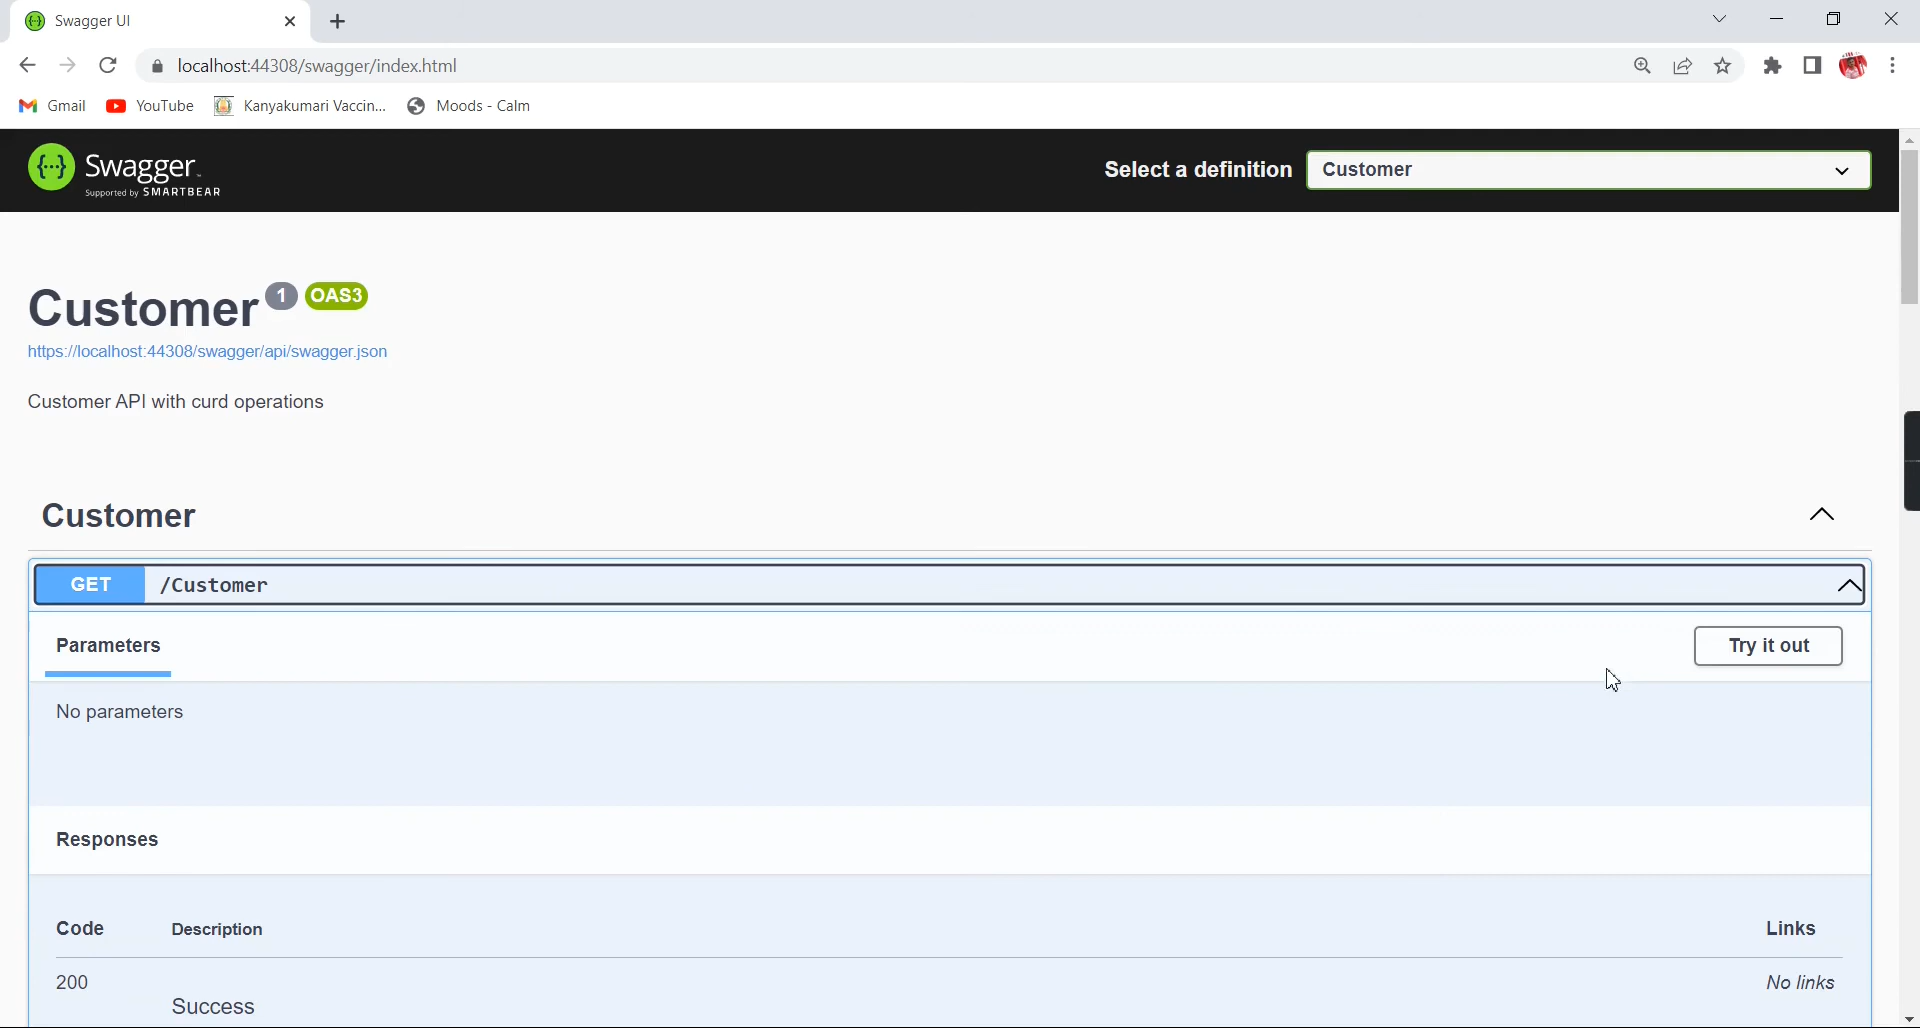 Swagger UI
localhost:44308/swagger/index.html
Gmail YouTube Kanyakumari Vaccin... Moods - Calm
{···} Swagger.
Supported by SMARTBEAR
Select a definition Customer
Customer 1 OAS3
https://localhost:44308/swagger/api/swagger.json
Customer API with curd operations
Customer
GET /Customer
Parameters Try it out
No parameters
Responses
Code Description Links
200 No links
Success